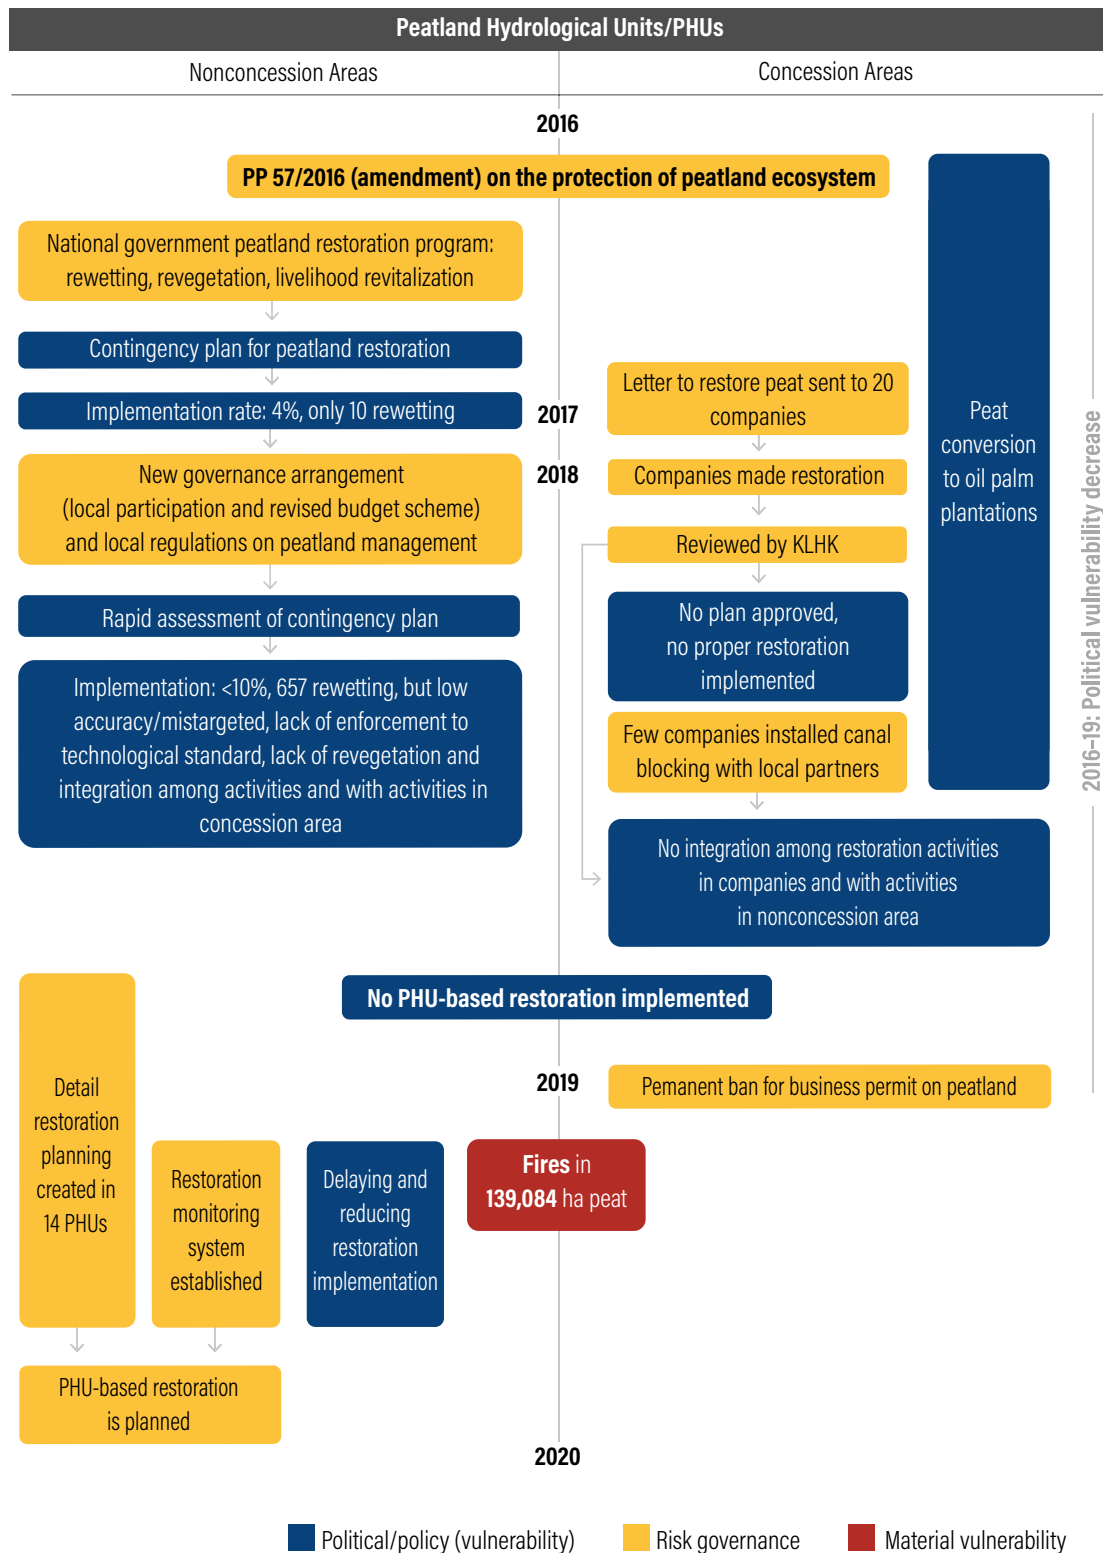 Peatland Hydrological Units/PHUs
Nonconcession Areas
Concession Areas
2016
PP 57/2016 (amendment) on the protection of peatland ecosystem
National government peatland restoration program:
rewetting, revegetation, livelihood revitalization
Contingency plan for peatland restoration
Implementation rate: 4%, only 10 rewetting
New governance arrangement
(local participation and revised budget scheme)
and local regulations on peatland management
Rapid assessment of contingency plan
Implementation: <10%, 657 rewetting, but low
accuracy/mistargeted, lack of enforcement to
technological standard, lack of revegetation and
integration among activities and with activities in
concession area
2017
2018
Letter to restore peat sent to 20
companies
Companies made restoration
Reviewed by KLHK
No plan approved,
no proper restoration
implemented
Few companies installed canal
blocking with local partners
No integration among restoration activities
in companies and with activities
in nonconcession area
Peat
conversion
to oil palm
plantations
2016–19: Political vulnerability decrease
No PHU-based restoration implemented
2019
Pemanent ban for business permit on peatland
Detail
restoration
planning
created in
14 PHUs
Restoration
monitoring
system
established
Delaying and
reducing
restoration
implementation
Fires in
139,084 ha peat
PHU-based restoration
is planned
2020
Political/policy (vulnerability)
Risk governance
Material vulnerability